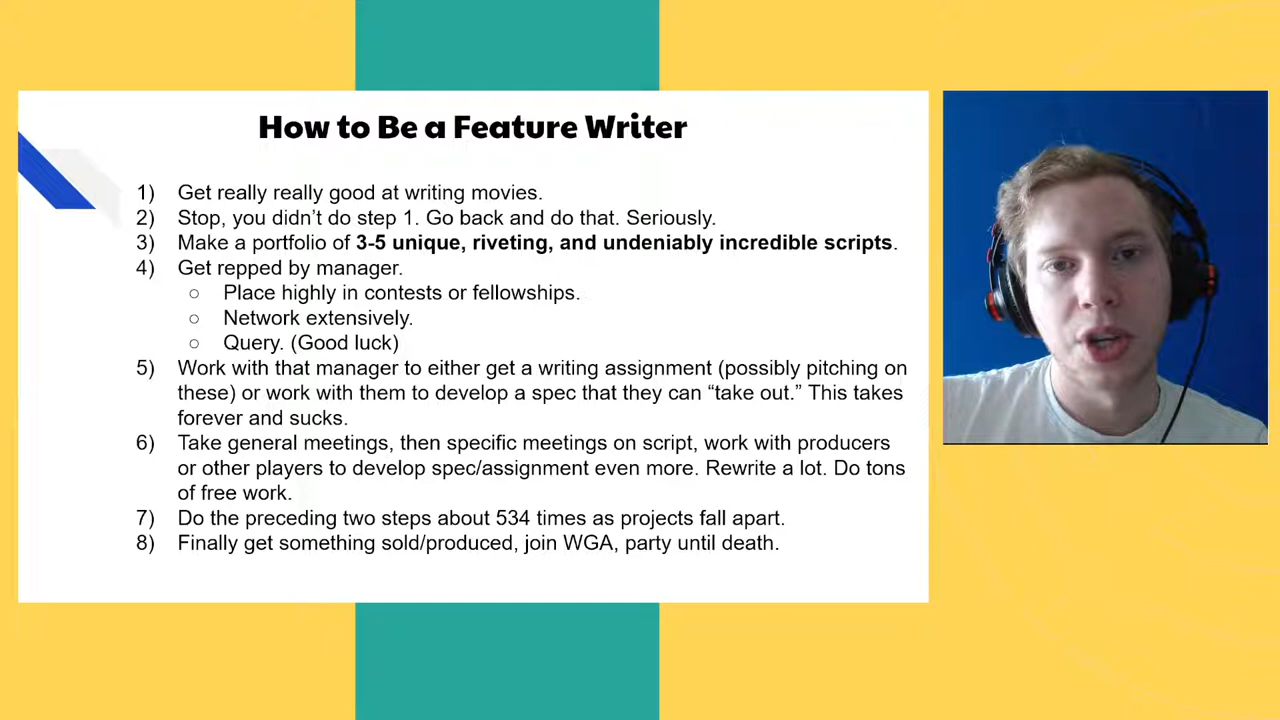 How to Be a Feature Writer
1) Get really really good at writing movies.
2) Stop, you didn’t do step 1. Go back and do that. Seriously.
3) Make a portfolio of 3-5 unique, riveting, and undeniably incredible scripts.
4) Get repped by manager.
○ Place highly in contests or fellowships.
○ Network extensively.
○ Query. (Good luck)
5) Work with that manager to either get a writing assignment (possibly pitching on
these) or work with them to develop a spec that they can “take out.” This takes
forever and sucks.
6) Take general meetings, then specific meetings on script, work with producers
or other players to develop spec/assignment even more. Rewrite a lot. Do tons
of free work.
7) Do the preceding two steps about 534 times as projects fall apart.
8) Finally get something sold/produced, join WGA, party until death.